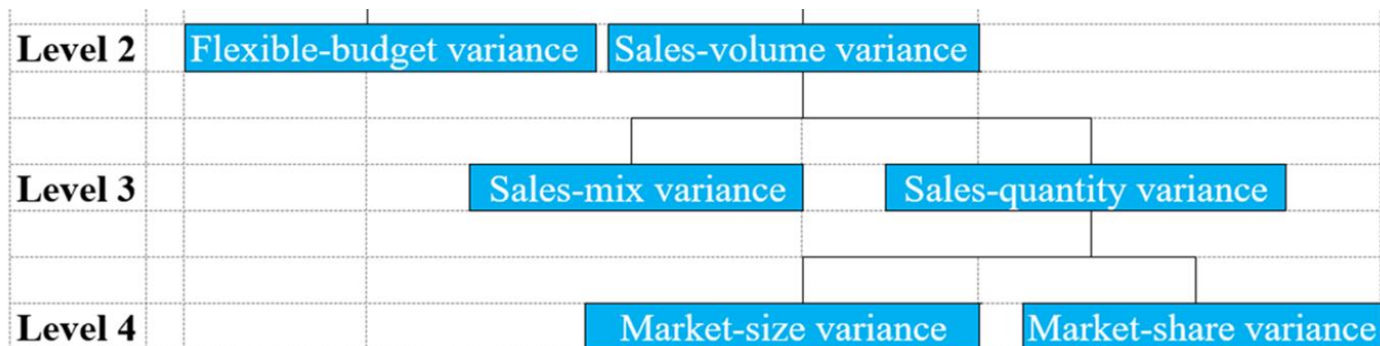 Level 2 Flexible-budget variance Sales-volume variance
Level 3 Sales-mix variance Sales-quantity variance
Level 4 Market-size variance Market-share variance